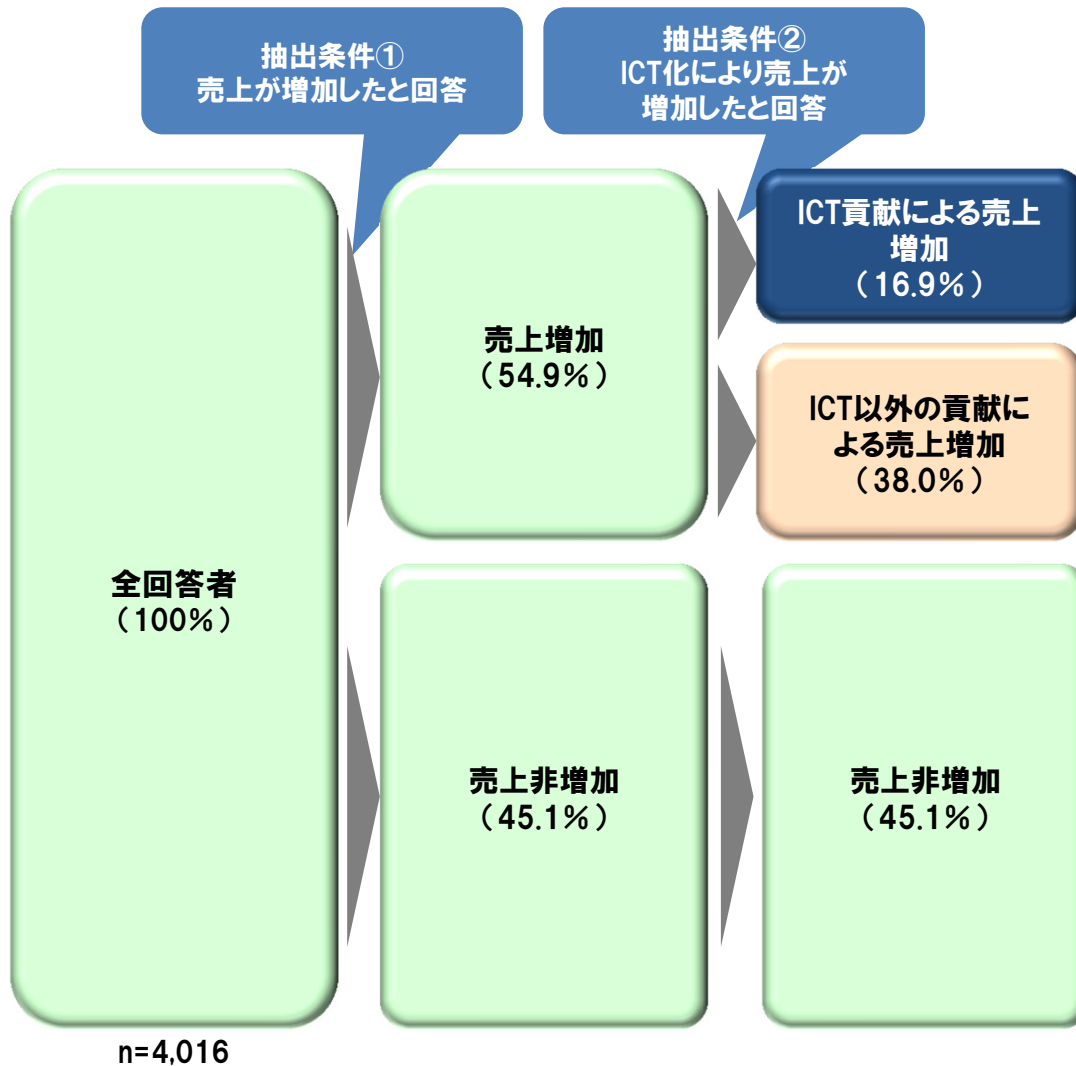 抽出条件①
売上が増加したと回答
抽出条件②
ICT化により売上が
増加したと回答
全回答者
（100%）
n=4,016
売上増加
（54.9%）
売上非増加
（45.1%）
ICT貢献による売上
増加
（16.9%）
ICT以外の貢献に
よる売上増加
（38.0%）
売上非増加
（45.1%）